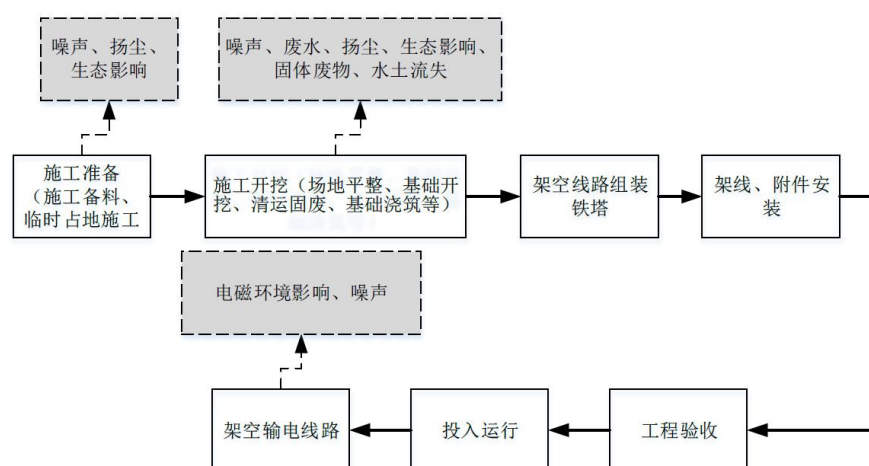 噪声、扬尘、
生态影响
噪声、废水、扬尘、生态影响、
固体废物、水土流失
施工准备
（施工备料、
临时占地施工
施工开挖（场地平整、基础开
挖、清运固废、基础浇筑等）
架空线路组装
铁塔
架线、附件安
装
电磁环境影响、噪声
架空输电线路
投入运行
工程验收